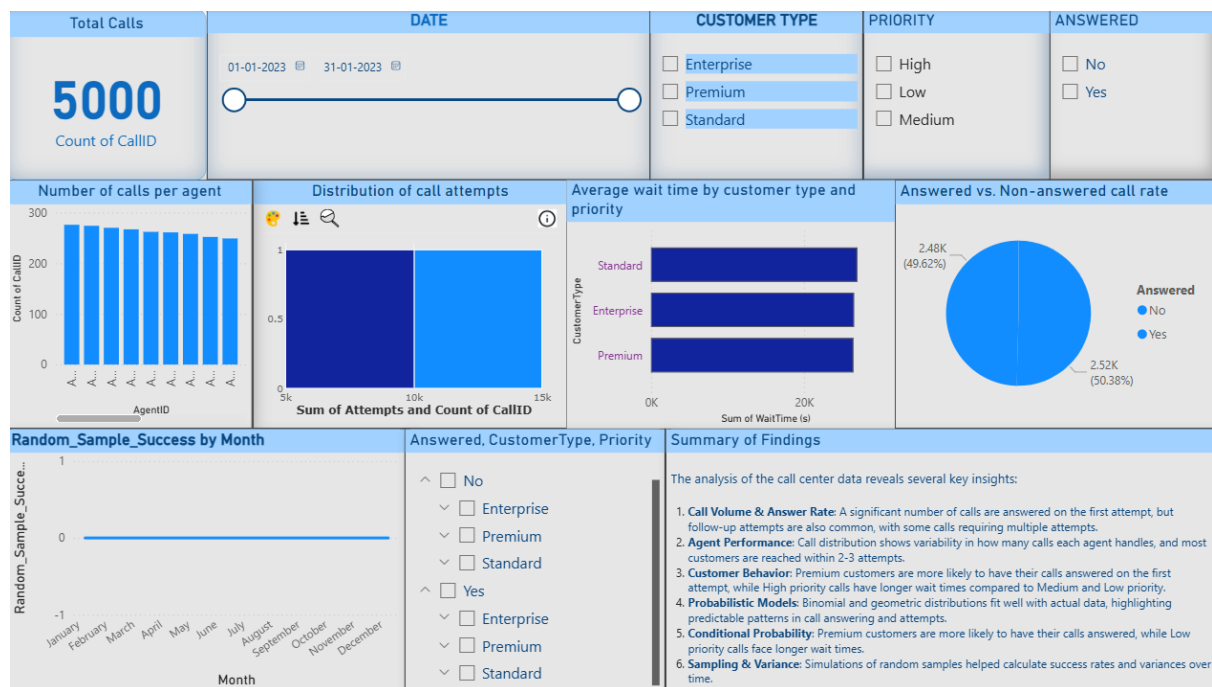 Total Calls
5000
Count of CallID
DATE
01-01-2023 31-01-2023
CUSTOMER TYPE
Enterprise
Premium
Standard
PRIORITY
High
Low
Medium
ANSWERED
No
Yes
Number of calls per agent
Count of CallID
300
200
100
0
A... A... A... A... A... A... A... A... A...
AgentID
Distribution of call attempts
1
0.5
0
5k 10k 15k
Sum of Attempts and Count of CallID
Average wait time by customer type and
priority
CustomerType
Standard
Enterprise
Premium
0K 20K
Sum of WaitTime (s)
Answered vs. Non-answered call rate
2.48K
(49.62%)
2.52K
(50.38%)
Answered
No
Yes
Random_Sample_Success by Month
Random_Sample_Succe...
1
0
-1
January February March April May June July August September October November December
Month
Answered, CustomerType, Priority
No
Enterprise
Premium
Standard
Yes
Enterprise
Premium
Standard
Summary of Findings
The analysis of the call center data reveals several key insights:
1. Call Volume & Answer Rate: A significant number of calls are answered on the first attempt, but
follow-up attempts are also common, with some calls requiring multiple attempts.
2. Agent Performance: Call distribution shows variability in how many calls each agent handles, and most
customers are reached within 2-3 attempts.
3. Customer Behavior: Premium customers are more likely to have their calls answered on the first
attempt, while High priority calls have longer wait times compared to Medium and Low priority.
4. Probabilistic Models: Binomial and geometric distributions fit well with actual data, highlighting
predictable patterns in call answering and attempts.
5. Conditional Probability: Premium customers are more likely to have their calls answered, while Low
priority calls face longer wait times.
6. Sampling & Variance: Simulations of random samples helped calculate success rates and variances over
time.